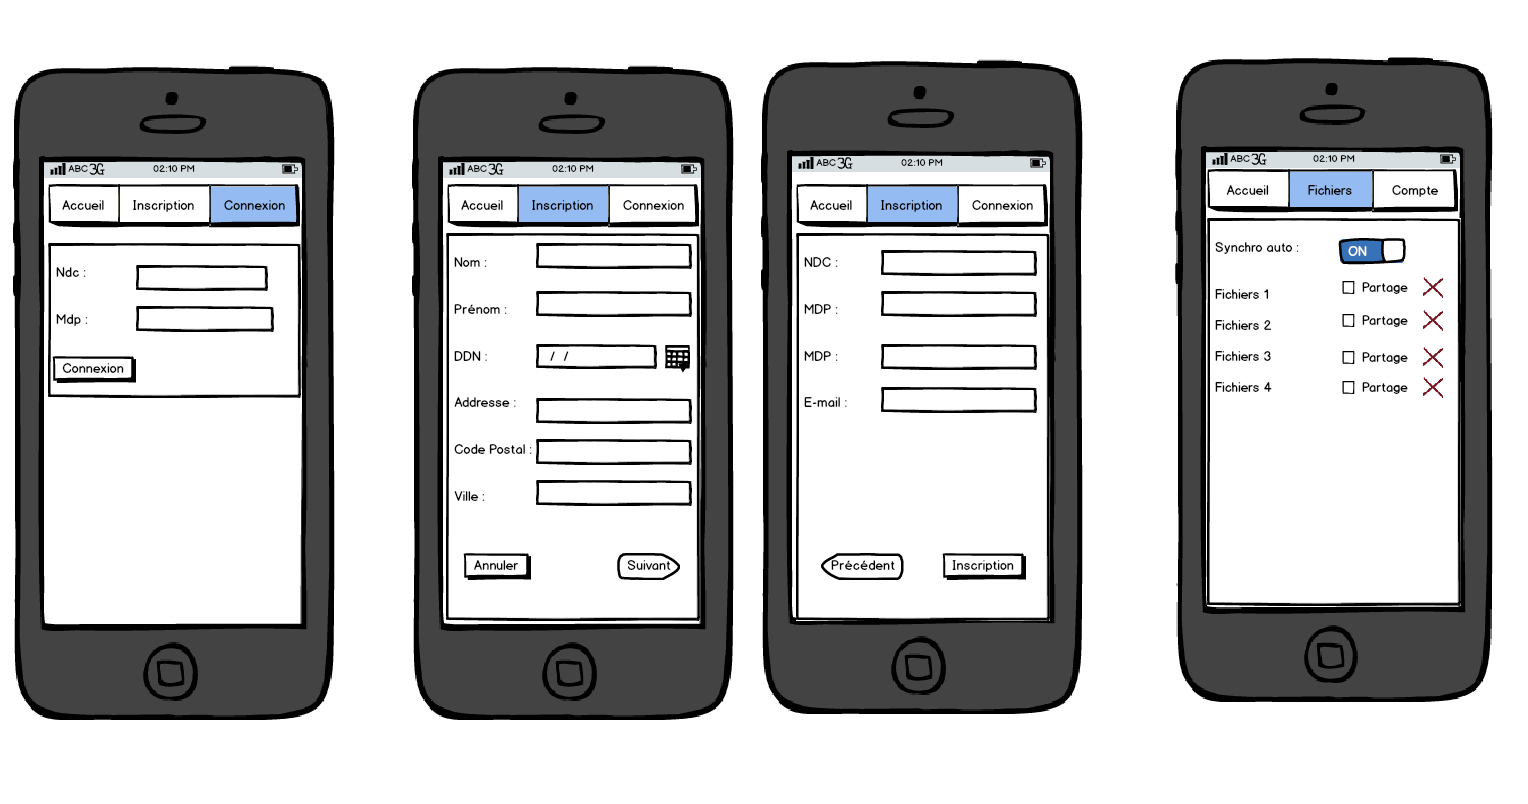 ABC 3G 02:10 PM
Accueil Inscription Connexion
Ndc :
Mdp :
Connexion
ABC 3G 02:10 PM
Accueil Inscription Connexion
Nom :
Prénom :
DDN : / /
Addresse :
Code Postal :
Ville :
Annuler Suivant
ABC 3G 02:10 PM
Accueil Inscription Connexion
NDC :
MDP :
MDP :
E-mail :
Précédent Inscription
ABC 3G 02:10 PM
Accueil Fichiers Compte
Synchro auto : ON
Fichiers 1 Partage
Fichiers 2 Partage
Fichiers 3 Partage
Fichiers 4 Partage